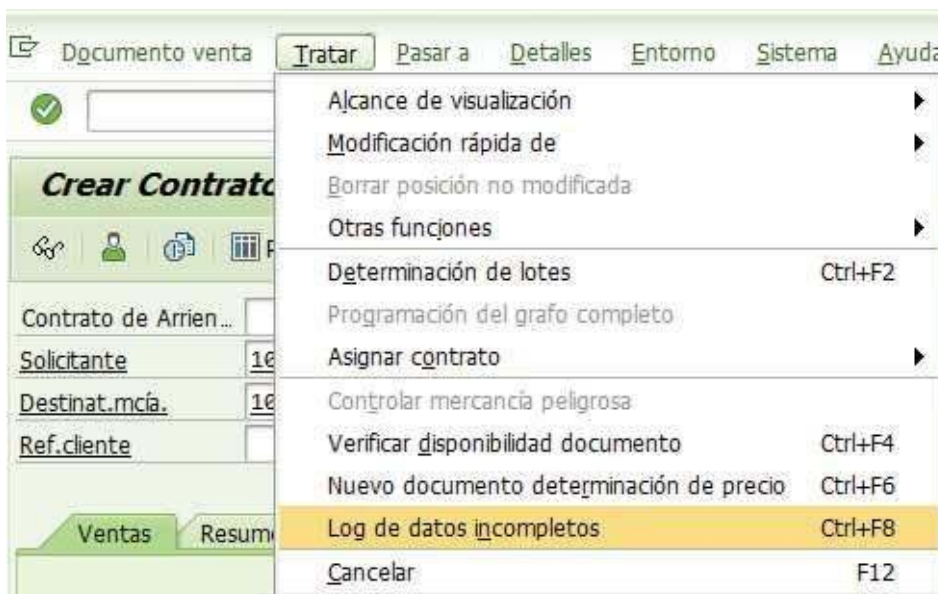 Documento venta Tratar Pasar a Detalles Entorno Sistema Ayuda
Alcance de visualización
Modificación rápida de
Crear Contrato
Borrar posición no modificada
Otras funciones
Determinación de lotes Ctrl+F2
Contrato de Arrien...
Programación del grafo completo
Solicitante 10
Asignar contrato
Destinat.mcía. 10
Controlar mercancía peligrosa
Ref.cliente
Verificar disponibilidad documento Ctrl+F4
Nuevo documento determinación de precio Ctrl+F6
Ventas Resum
Log de datos incompletos Ctrl+F8
Cancelar F12